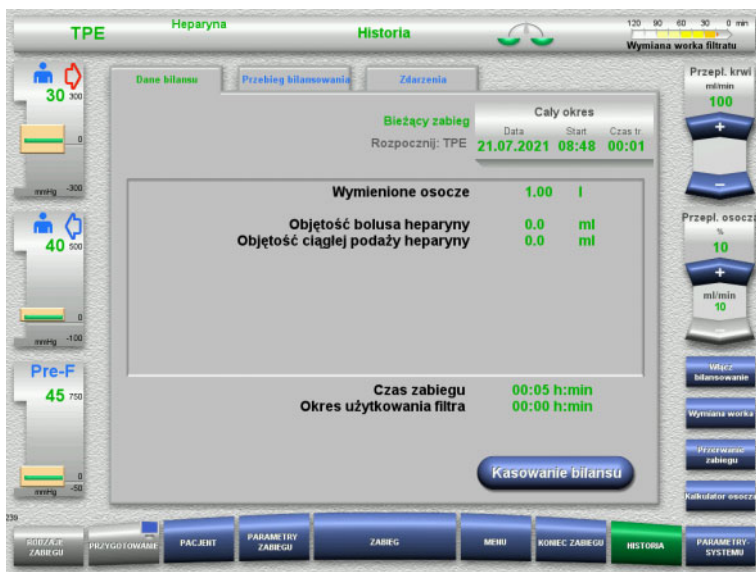 TPE
Heparyna
Historia
120 90 60 30 0 min
Wymiana worka filtratu
30
300
0
mmHg -300
40
500
0
mmHg -100
Pre-F
45
750
0
mmHg -50
Dane bilansu
Przebieg bilansowania
Zdarzenia
Bieżący zabieg
Cały okres
Data Start Czas tr.
Rozpocznij: TPE 21.07.2021 08:48 00:01
Wymienione osocze 1.00 l
Objętość bolusa heparyny 0.0 ml
Objętość ciągłej podaży heparyny 0.0 ml
Czas zabiegu 00:05 h:min
Okres użytkowania filtra 00:00 h:min
Kasowanie bilansu
Przepl. krwi
ml/min
100
+
−
Przepl. osocza
%
10
+
ml/min
10
−
Włącz
bilansowanie
Wymiana worka
Przerwanie
zabiegu
Kalkulator osocza
239
RODZAJE
ZABIEGU
PRZYGOTOWANIE
PACJENT
PARAMETRY
ZABIEGU
ZABIEG
MENU
KONIEC ZABIEGU
HISTORIA
PARAMETRY-
SYSTEMU